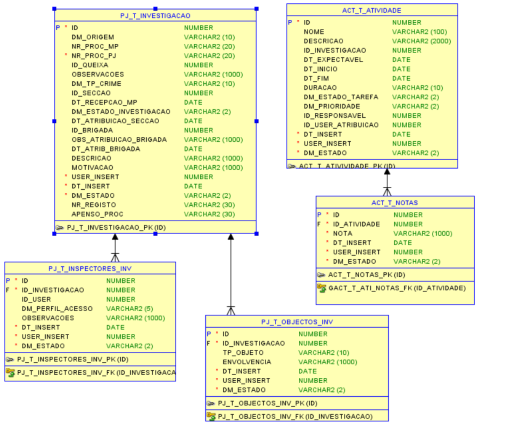 PJ_T_INVESTIGACAO
P * ID NUMBER
DM_ORIGEM VARCHAR2 (10)
* NR_PROC_MP VARCHAR2 (20)
* NR_PROC_PJ VARCHAR2 (20)
ID_QUEIXA NUMBER
OBSERVACOES VARCHAR2 (1000)
DM_TP_CRIME VARCHAR2 (10)
ID_SECCAO NUMBER
DT_RECEPCAO_MP DATE
DM_ESTADO_INVESTIGACAO VARCHAR2 (2)
DT_ATRIBUICAO_SECCAO DATE
ID_BRIGADA NUMBER
OBS_ATRIBUICAO_BRIGADA VARCHAR2 (1000)
DT_ATRIB_BRIGADA DATE
DESCRICAO VARCHAR2 (1000)
MOTIVACAO VARCHAR2 (1000)
* USER_INSERT NUMBER
* DT_INSERT DATE
* DM_ESTADO VARCHAR2 (2)
NR_REGISTO VARCHAR2 (30)
APENSO_PROC VARCHAR2 (30)
PJ_T_INVESTIGACAO_PK (ID)
ACT_T_ATIVIDADE
P * ID NUMBER
NOME VARCHAR2 (100)
DESCRICAO VARCHAR2 (2000)
ID_INVESTIGACAO NUMBER
DT_EXPECTAVEL DATE
DT_INICIO DATE
DT_FIM DATE
DURACAO VARCHAR2 (10)
DM_ESTADO_TAREFA VARCHAR2 (2)
DM_PRIORIDADE VARCHAR2 (2)
ID_RESPONSAVEL NUMBER
ID_USER_ATRIBUICAO NUMBER
* DT_INSERT DATE
* USER_INSERT NUMBER
* DM_ESTADO VARCHAR2 (2)
ACT_T_ATIVIDADE_PK (ID)
ACT_T_NOTAS
P * ID NUMBER
F * ID_ATIVIDADE NUMBER
* NOTA VARCHAR2 (1000)
* DT_INSERT DATE
* USER_INSERT NUMBER
* DM_ESTADO VARCHAR2 (2)
ACT_T_NOTAS_PK (ID)
GACT_T_ATI_NOTAS_FK (ID_ATIVIDADE)
PJ_T_INSPECTORES_INV
P * ID NUMBER
F * ID_INVESTIGACAO NUMBER
ID_USER NUMBER
DM_PERFIL_ACESSO VARCHAR2 (5)
OBSERVACOES VARCHAR2 (1000)
* DT_INSERT DATE
* USER_INSERT NUMBER
* DM_ESTADO VARCHAR2 (2)
PJ_T_INSPECTORES_INV_PK (ID)
PJ_T_INSPECTORES_INV_FK (ID_INVESTIGACA
PJ_T_OBJECTOS_INV
P * ID NUMBER
F * ID_INVESTIGACAO NUMBER
TP_OBJETO VARCHAR2 (10)
ENVOLVENCIA VARCHAR2 (1000)
* DT_INSERT DATE
* USER_INSERT NUMBER
* DM_ESTADO VARCHAR2 (2)
PJ_T_OBJECTOS_INV_PK (ID)
PJ_T_OBJECTOS_INV_FK (ID_INVESTIGACAO)